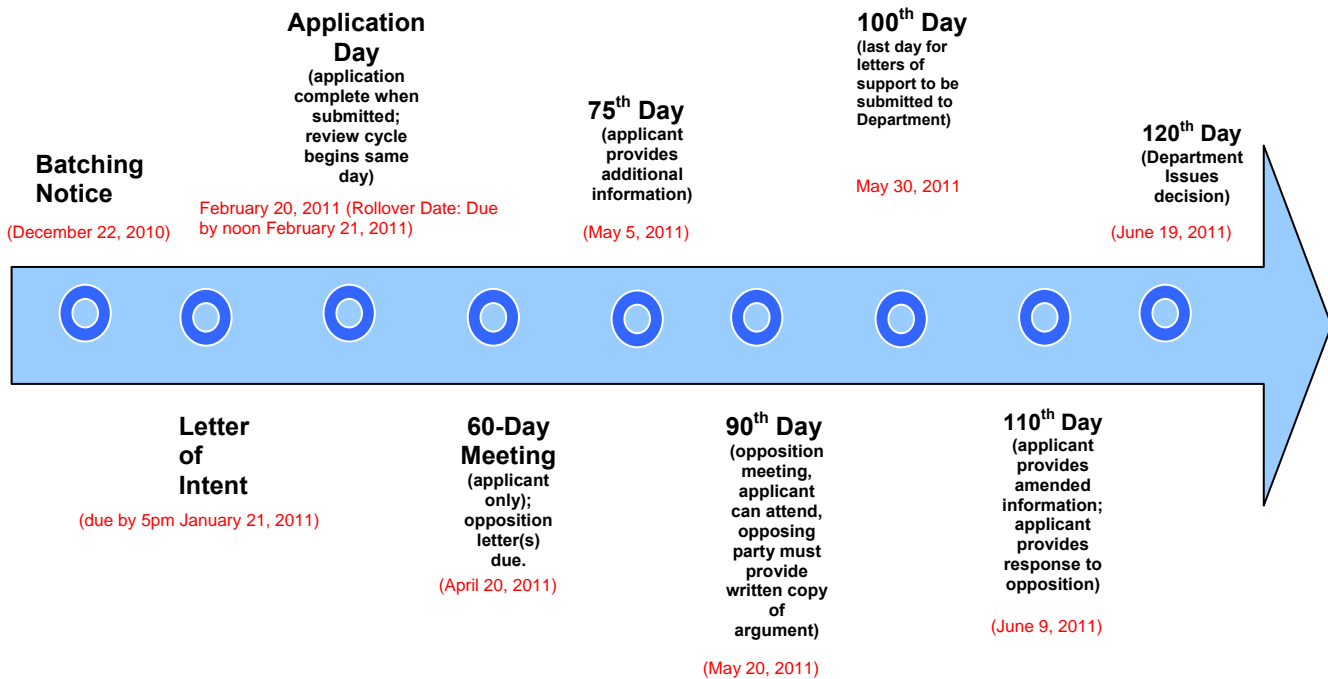 Batching
Notice
(December 22, 2010)
Letter
of
Intent
(due by 5pm January 21, 2011)
Application
Day
(application
complete when
submitted;
review cycle
begins same
day)
February 20, 2011 (Rollover Date: Due
by noon February 21, 2011)
60-Day
Meeting
(applicant
only);
opposition
letter(s)
due.
(April 20, 2011)
75th Day
(applicant
provides
additional
information)
(May 5, 2011)
90th Day
(opposition
meeting,
applicant
can attend,
opposing
party must
provide
written copy
of
argument)
(May 20, 2011)
100th Day
(last day for
letters of
support to be
submitted to
Department)
May 30, 2011
110th Day
(applicant
provides
amended
information;
applicant
provides
response to
opposition)
(June 9, 2011)
120th Day
(Department
Issues
decision)
(June 19, 2011)